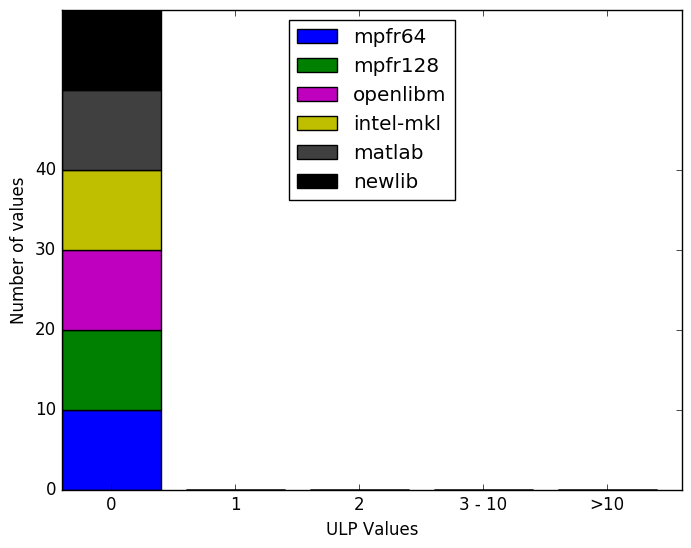 mpfr64
mpfr128
openlibm
intel-mkl
matlab
newlib
Number of values
40
30
20
10
0
0 1 2 3 - 10 >10
ULP Values